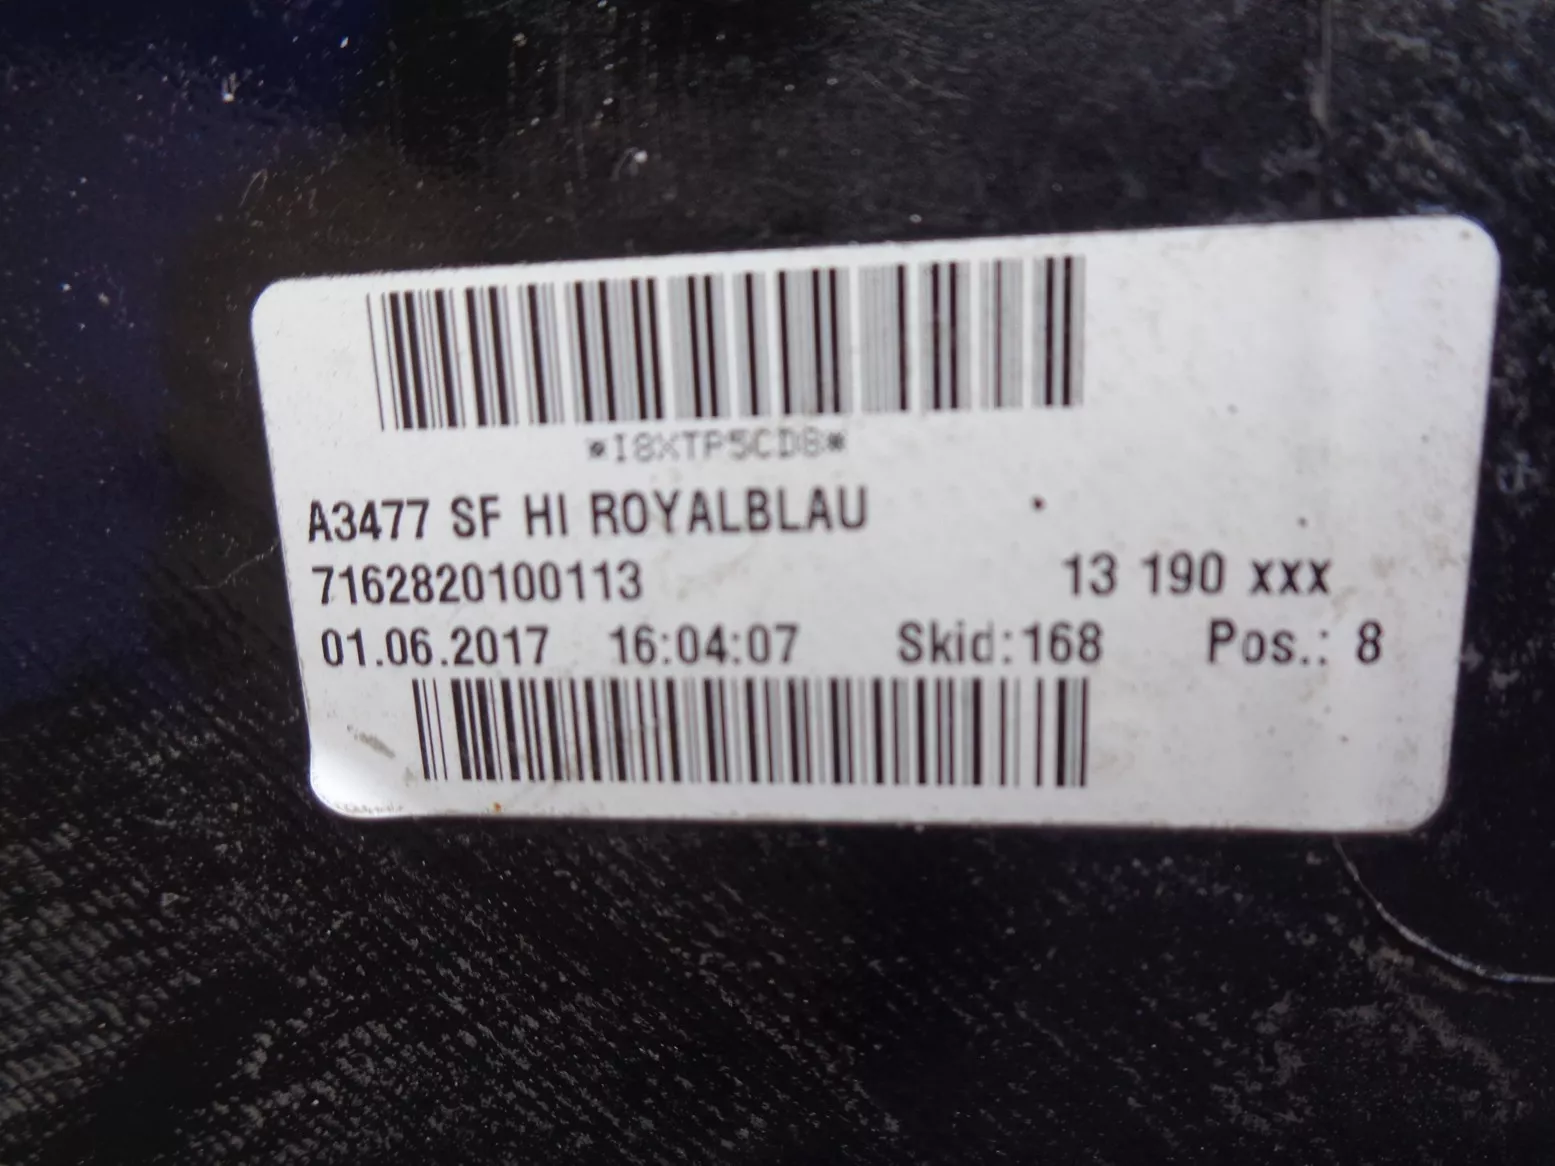 *I8XTP5CD8*
A3477 SF HI ROYALBLAU
7162820100113 13 190 xxx
01.06.2017 16:04:07 Skid:168 Pos.: 8